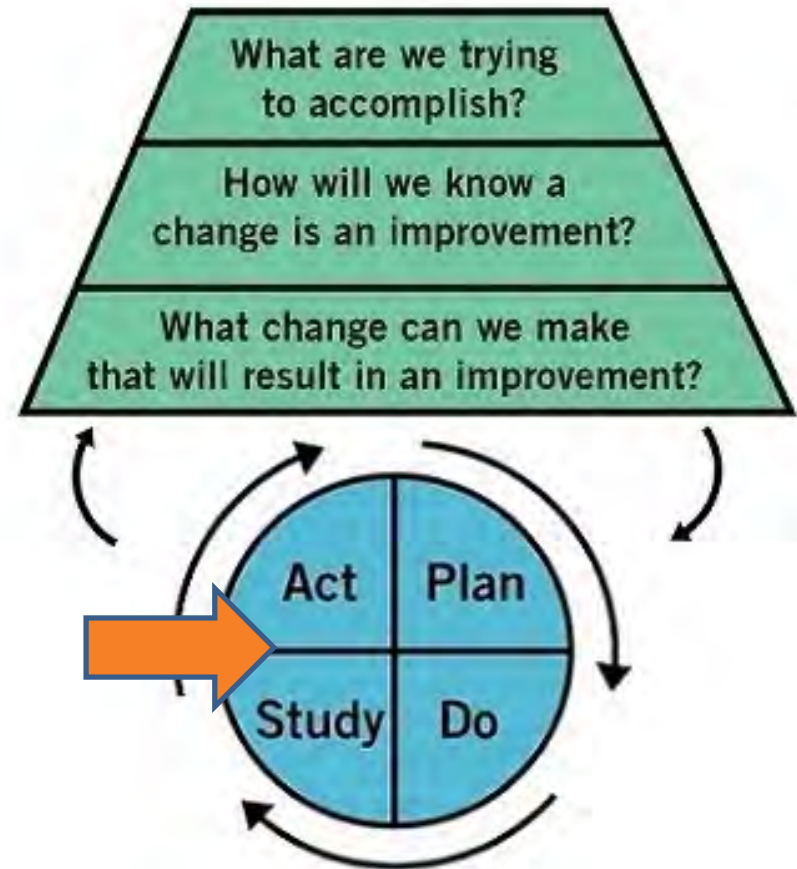 What are we trying
to accomplish?
How will we know a
change is an improvement?
What change can we make
that will result in an improvement?
Act
Plan
Study
Do